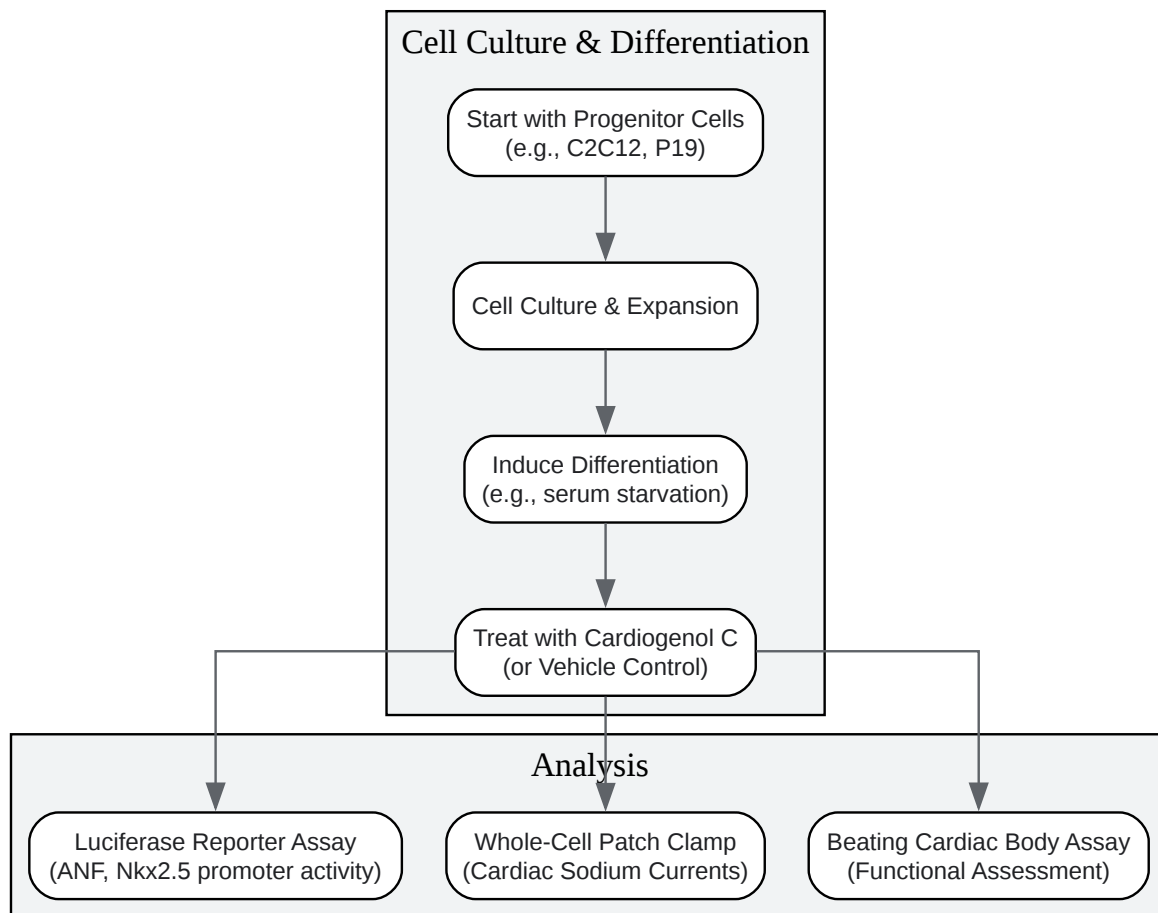 Cell Culture & Differentiation
Start with Progenitor Cells
(e.g., C2C12, P19)
Cell Culture & Expansion
Induce Differentiation
(e.g., serum starvation)
Treat with Cardiogenol C
(or Vehicle Control)
Analysis
Luciferase Reporter Assay
(ANF, Nkx2.5 promoter activity)
Whole-Cell Patch Clamp
(Cardiac Sodium Currents)
Beating Cardiac Body Assay
(Functional Assessment)